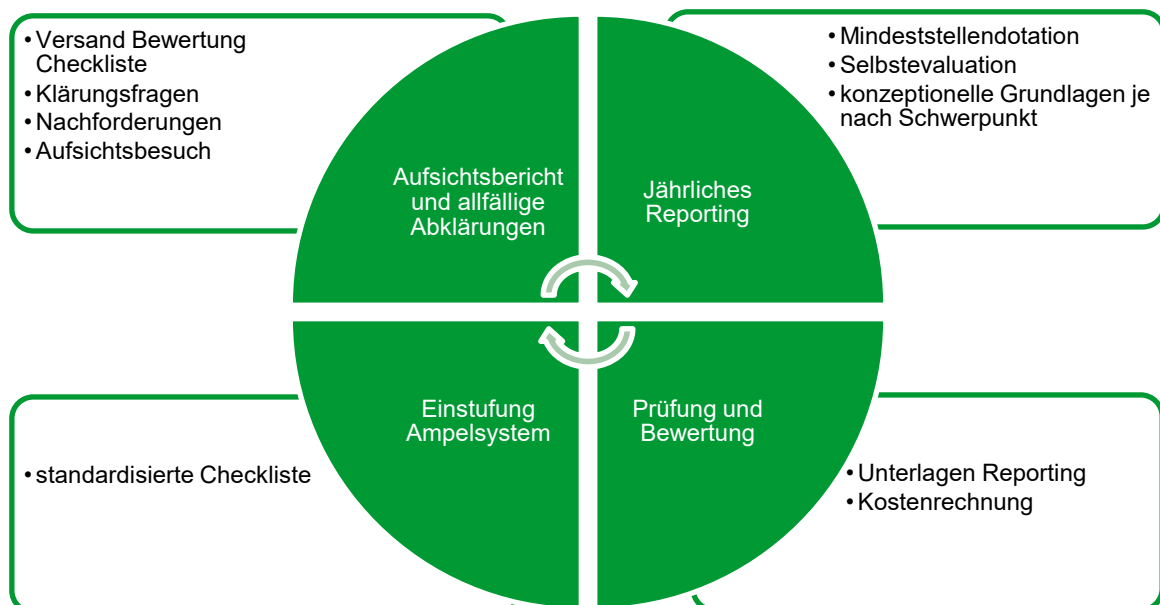 • Versand Bewertung
Checkliste
• Klärungsfragen
• Nachforderungen
• Aufsichtsbesuch
• Mindeststellendotation
• Selbstevaluation
• konzeptionelle Grundlagen je
nach Schwerpunkt
Aufsichtsbericht
und allfällige
Abklärungen
Jährliches
Reporting
Einstufung
Ampelsystem
Prüfung und
Bewertung
• standardisierte Checkliste
• Unterlagen Reporting
• Kostenrechnung